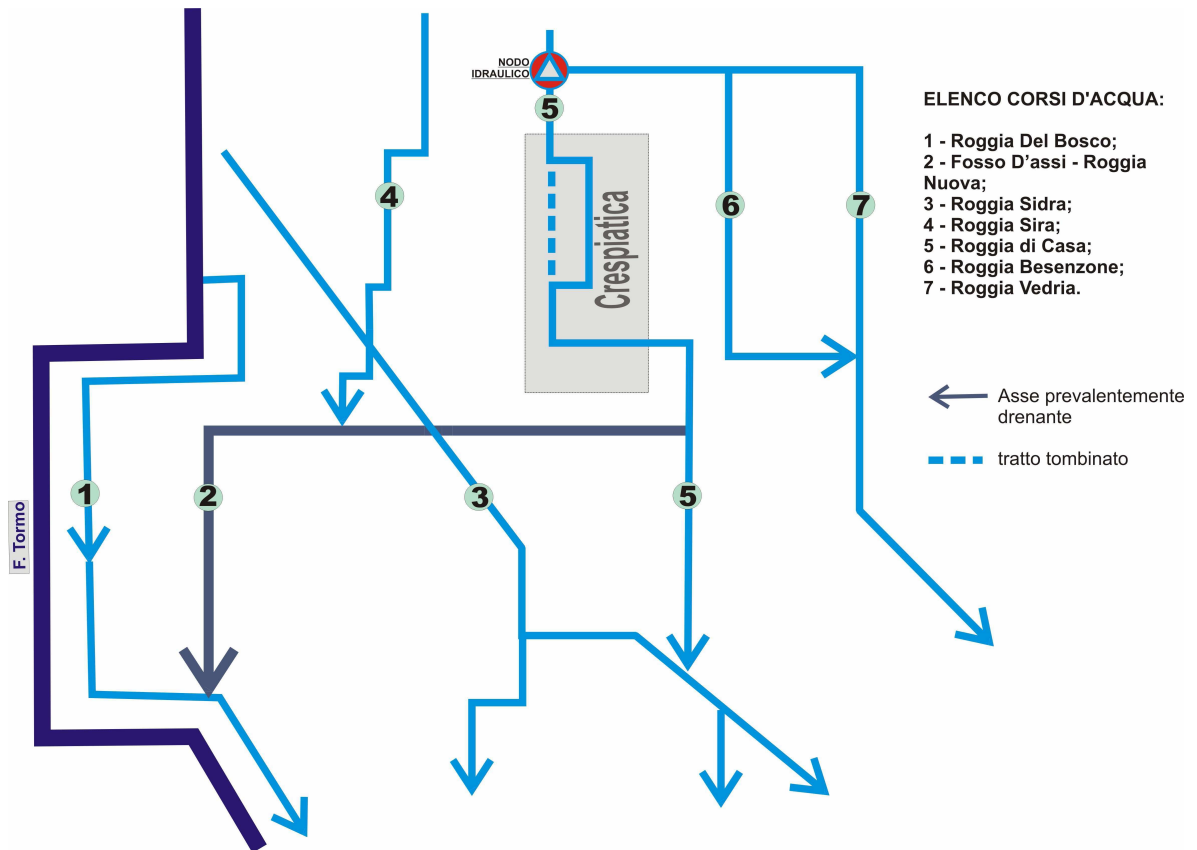 NODO
IDRAULICO
5
ELENCO CORSI D'ACQUA:
1 - Roggia Del Bosco;
2 - Fosso D’assi - Roggia
Nuova;
3 - Roggia Sidra;
4 - Roggia Sira;
5 - Roggia di Casa;
6 - Roggia Besenzone;
7 - Roggia Vedria.
4
6
7
Crespiatica
Asse prevalentemente
drenante
tratto tombinato
1
2
3
5
F. Tormo